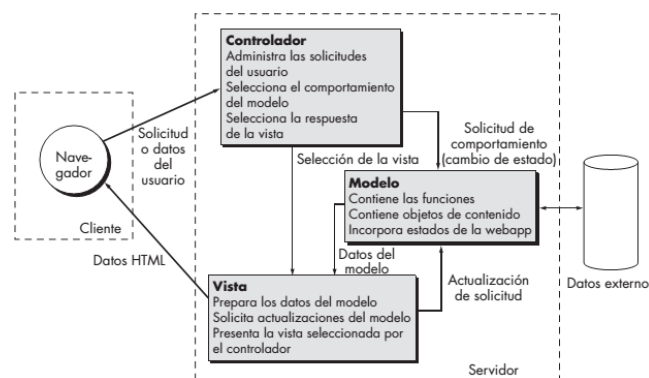 Controlador
Administra las solicitudes
del usuario
Selecciona el comportamiento
del modelo
Selecciona la respuesta
de la vista
Solicitud
o datos
del
usuario
Nave-
gador
Cliente
Solicitud de
comportamiento
(cambio de estado)
Selección de la vista
Modelo
Contiene las funciones
Contiene objetos de contenido
Incorpora estados de la webapp
Datos HTML
Datos del
modelo
Actualización
de solicitud
Datos externo
Vista
Prepara los datos del modelo
Solicita actualizaciones del modelo
Presenta la vista seleccionada por
el controlador
Servidor